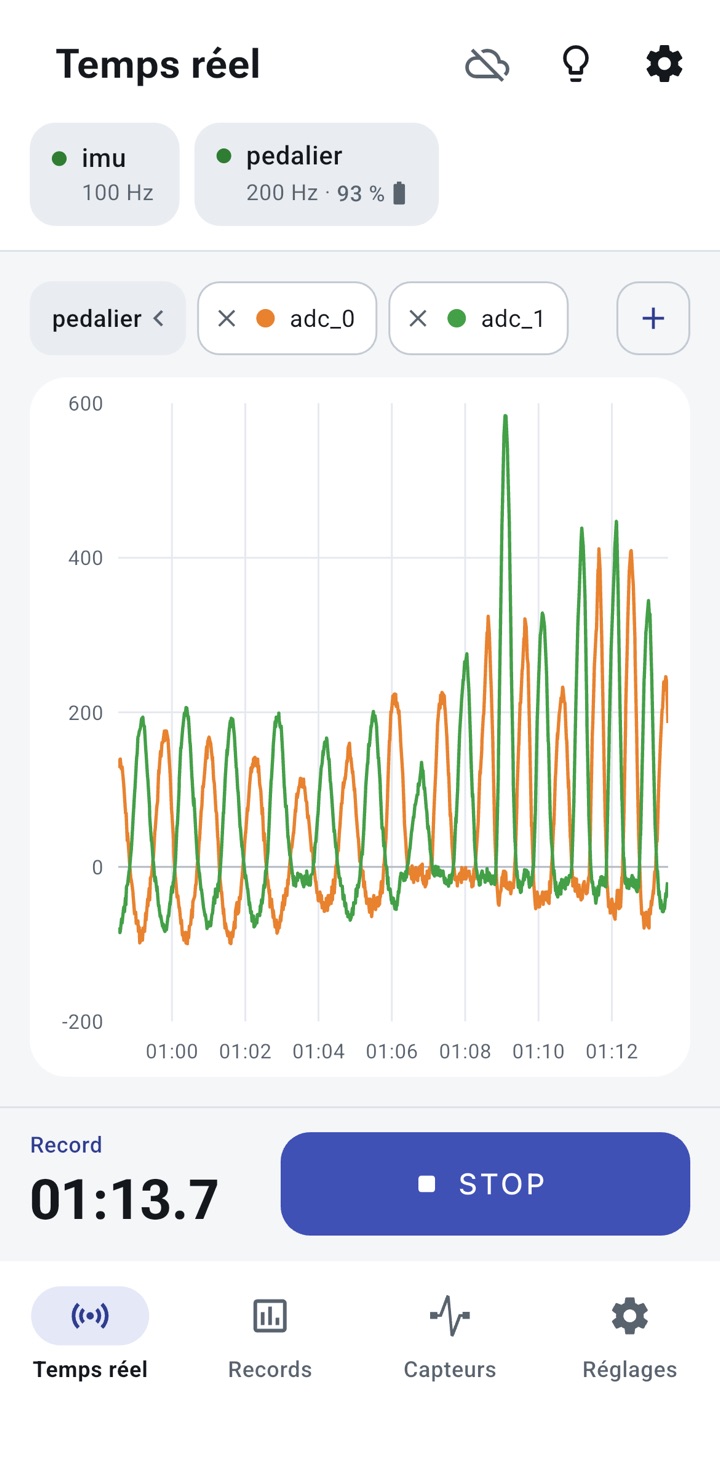 Temps réel
imu
100 Hz
pedalier
200 Hz · 93 %
pedalier
adc_0
adc_1
600
400
200
0
-200
01:00 01:02 01:04 01:06 01:08 01:10 01:12
Record
01:13.7
STOP
Temps réel Records Capteurs Réglages